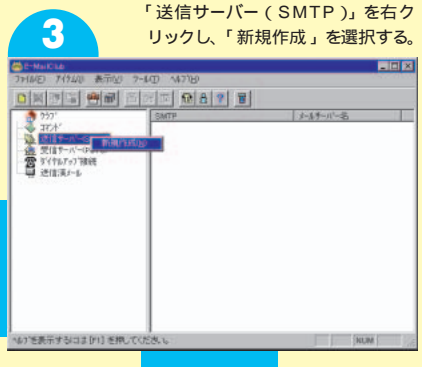 3
「送信サーバー(SMTP)」を右ク
リックし、「新規作成」を選択する。
E-MailClub
ファイル(F) アイテム(I) 表示(V) ツール(T) ヘルプ(H)
クラブ
コマンド
送信サーバー(S
新規作成(N)
受信サーバー(POP3)
ダイヤルアップ接続
送信済メール
SMTP
メールサーバー名
ヘルプを表示するには [F1] を押してください。
NUM